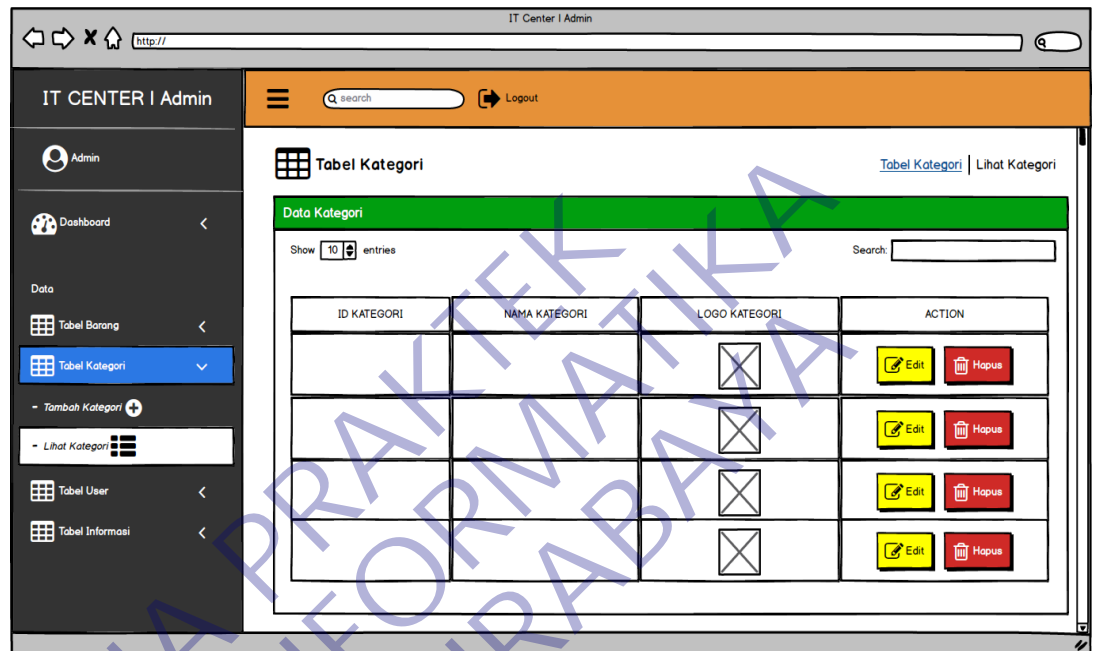 IT Center | Admin
http://
IT CENTER | Admin
search
Logout
Admin
Tabel Kategori
Tabel Kategori | Lihat Kategori
Dashboard
Data Kategori
Show 10 entries
Search:
Data
Tabel Barang
Tabel Kategori
- Tambah Kategori
- Lihat Kategori
Tabel User
Tabel Informasi
ID KATEGORI
NAMA KATEGORI
LOGO KATEGORI
ACTION
Edit
Hapus
Edit
Hapus
Edit
Hapus
Edit
Hapus
PRAKTEK
FORMATIKA
RABAYA